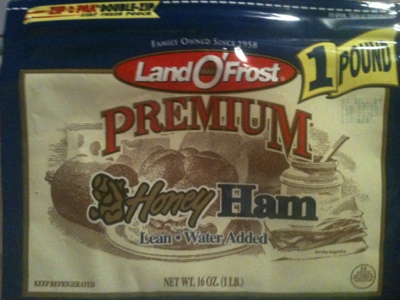 ZIP-A-PAK DOUBLE-ZIP
FAMILY OWNED SINCE 1958
Land O' Frost
1 POUND
PREMIUM
Honey Ham
Lean • Water Added
KEEP REFRIGERATED
NET WT. 16 OZ. (1 LB.)